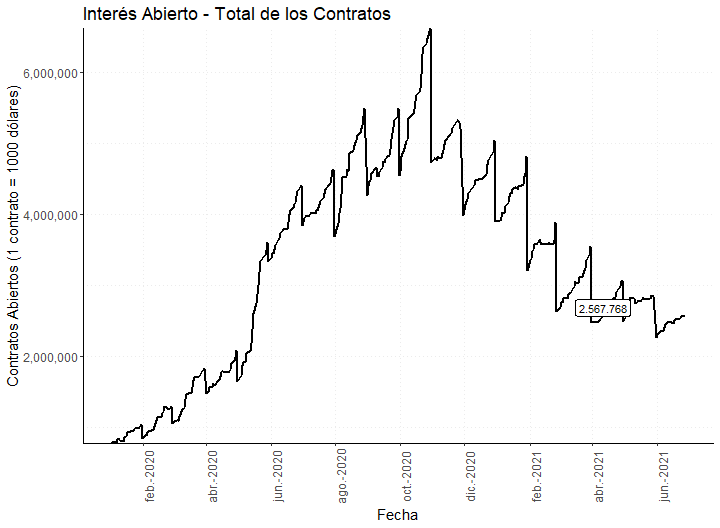 Interés Abierto - Total de los Contratos
Contratos Abiertos (1 contrato = 1000 dólares)
6,000,000
4,000,000
2,000,000
2.567.768
feb.-2020
abr.-2020
jun.-2020
ago.-2020
oct.-2020
dic.-2020
feb.-2021
abr.-2021
jun.-2021
Fecha